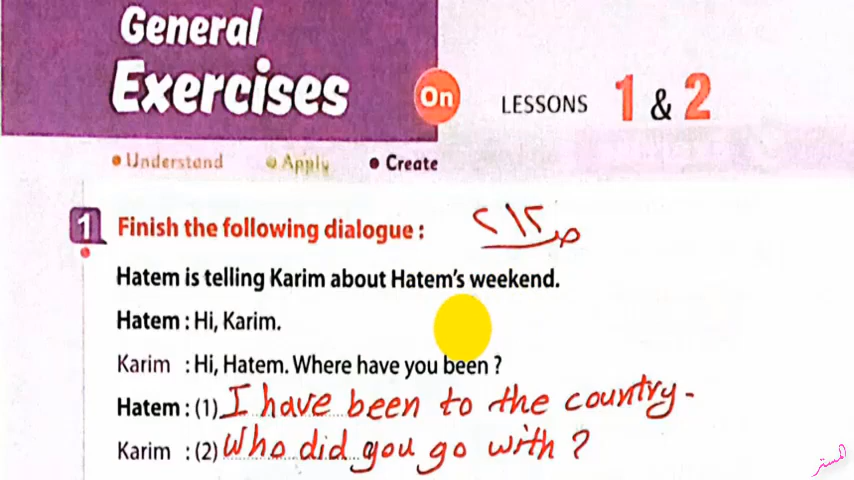 General
Exercises On LESSONS 1 & 2
Understand Apply Create
1 Finish the following dialogue : ص ٢١٢
Hatem is telling Karim about Hatem's weekend.
Hatem : Hi, Karim.
Karim : Hi, Hatem. Where have you been ?
Hatem : (1) I have been to the country.
Karim : (2) Who did you go with ?
المستر